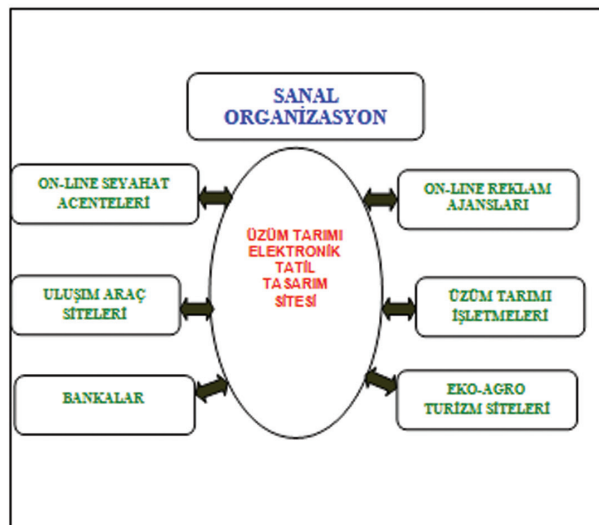 SANAL
ORGANİZASYON
ON-LINE SEYAHAT
ACENTELERİ
ON-LINE REKLAM
AJANSLARI
ÜZÜM TARIMI
ELEKTRONİK
TATİL
TASARIM
SİTESİ
ULUŞIM ARAÇ
SİTELERİ
ÜZÜM TARIMI
İŞLETMELERİ
BANKALAR
EKO-AGRO
TURİZM SİTELERİ